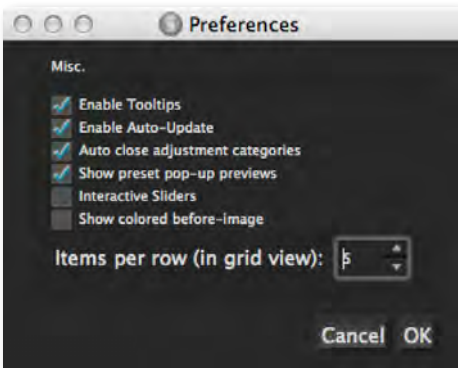 Preferences
Misc.
Enable Tooltips
Enable Auto-Update
Auto close adjustment categories
Show preset pop-up previews
Interactive Sliders
Show colored before-image
Items per row (in grid view):
Cancel OK